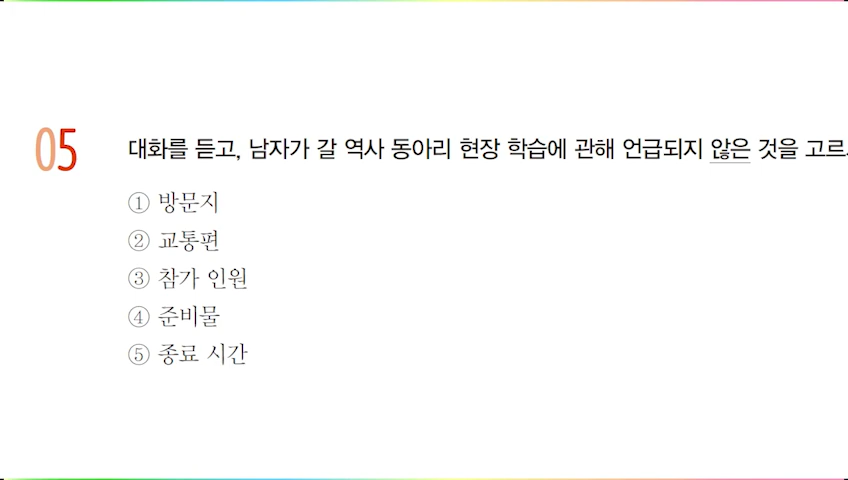 05
대화를 듣고, 남자가 갈 역사 동아리 현장 학습에 관해 언급되지 않은 것을 고르
① 방문지
② 교통편
③ 참가 인원
④ 준비물
⑤ 종료 시간